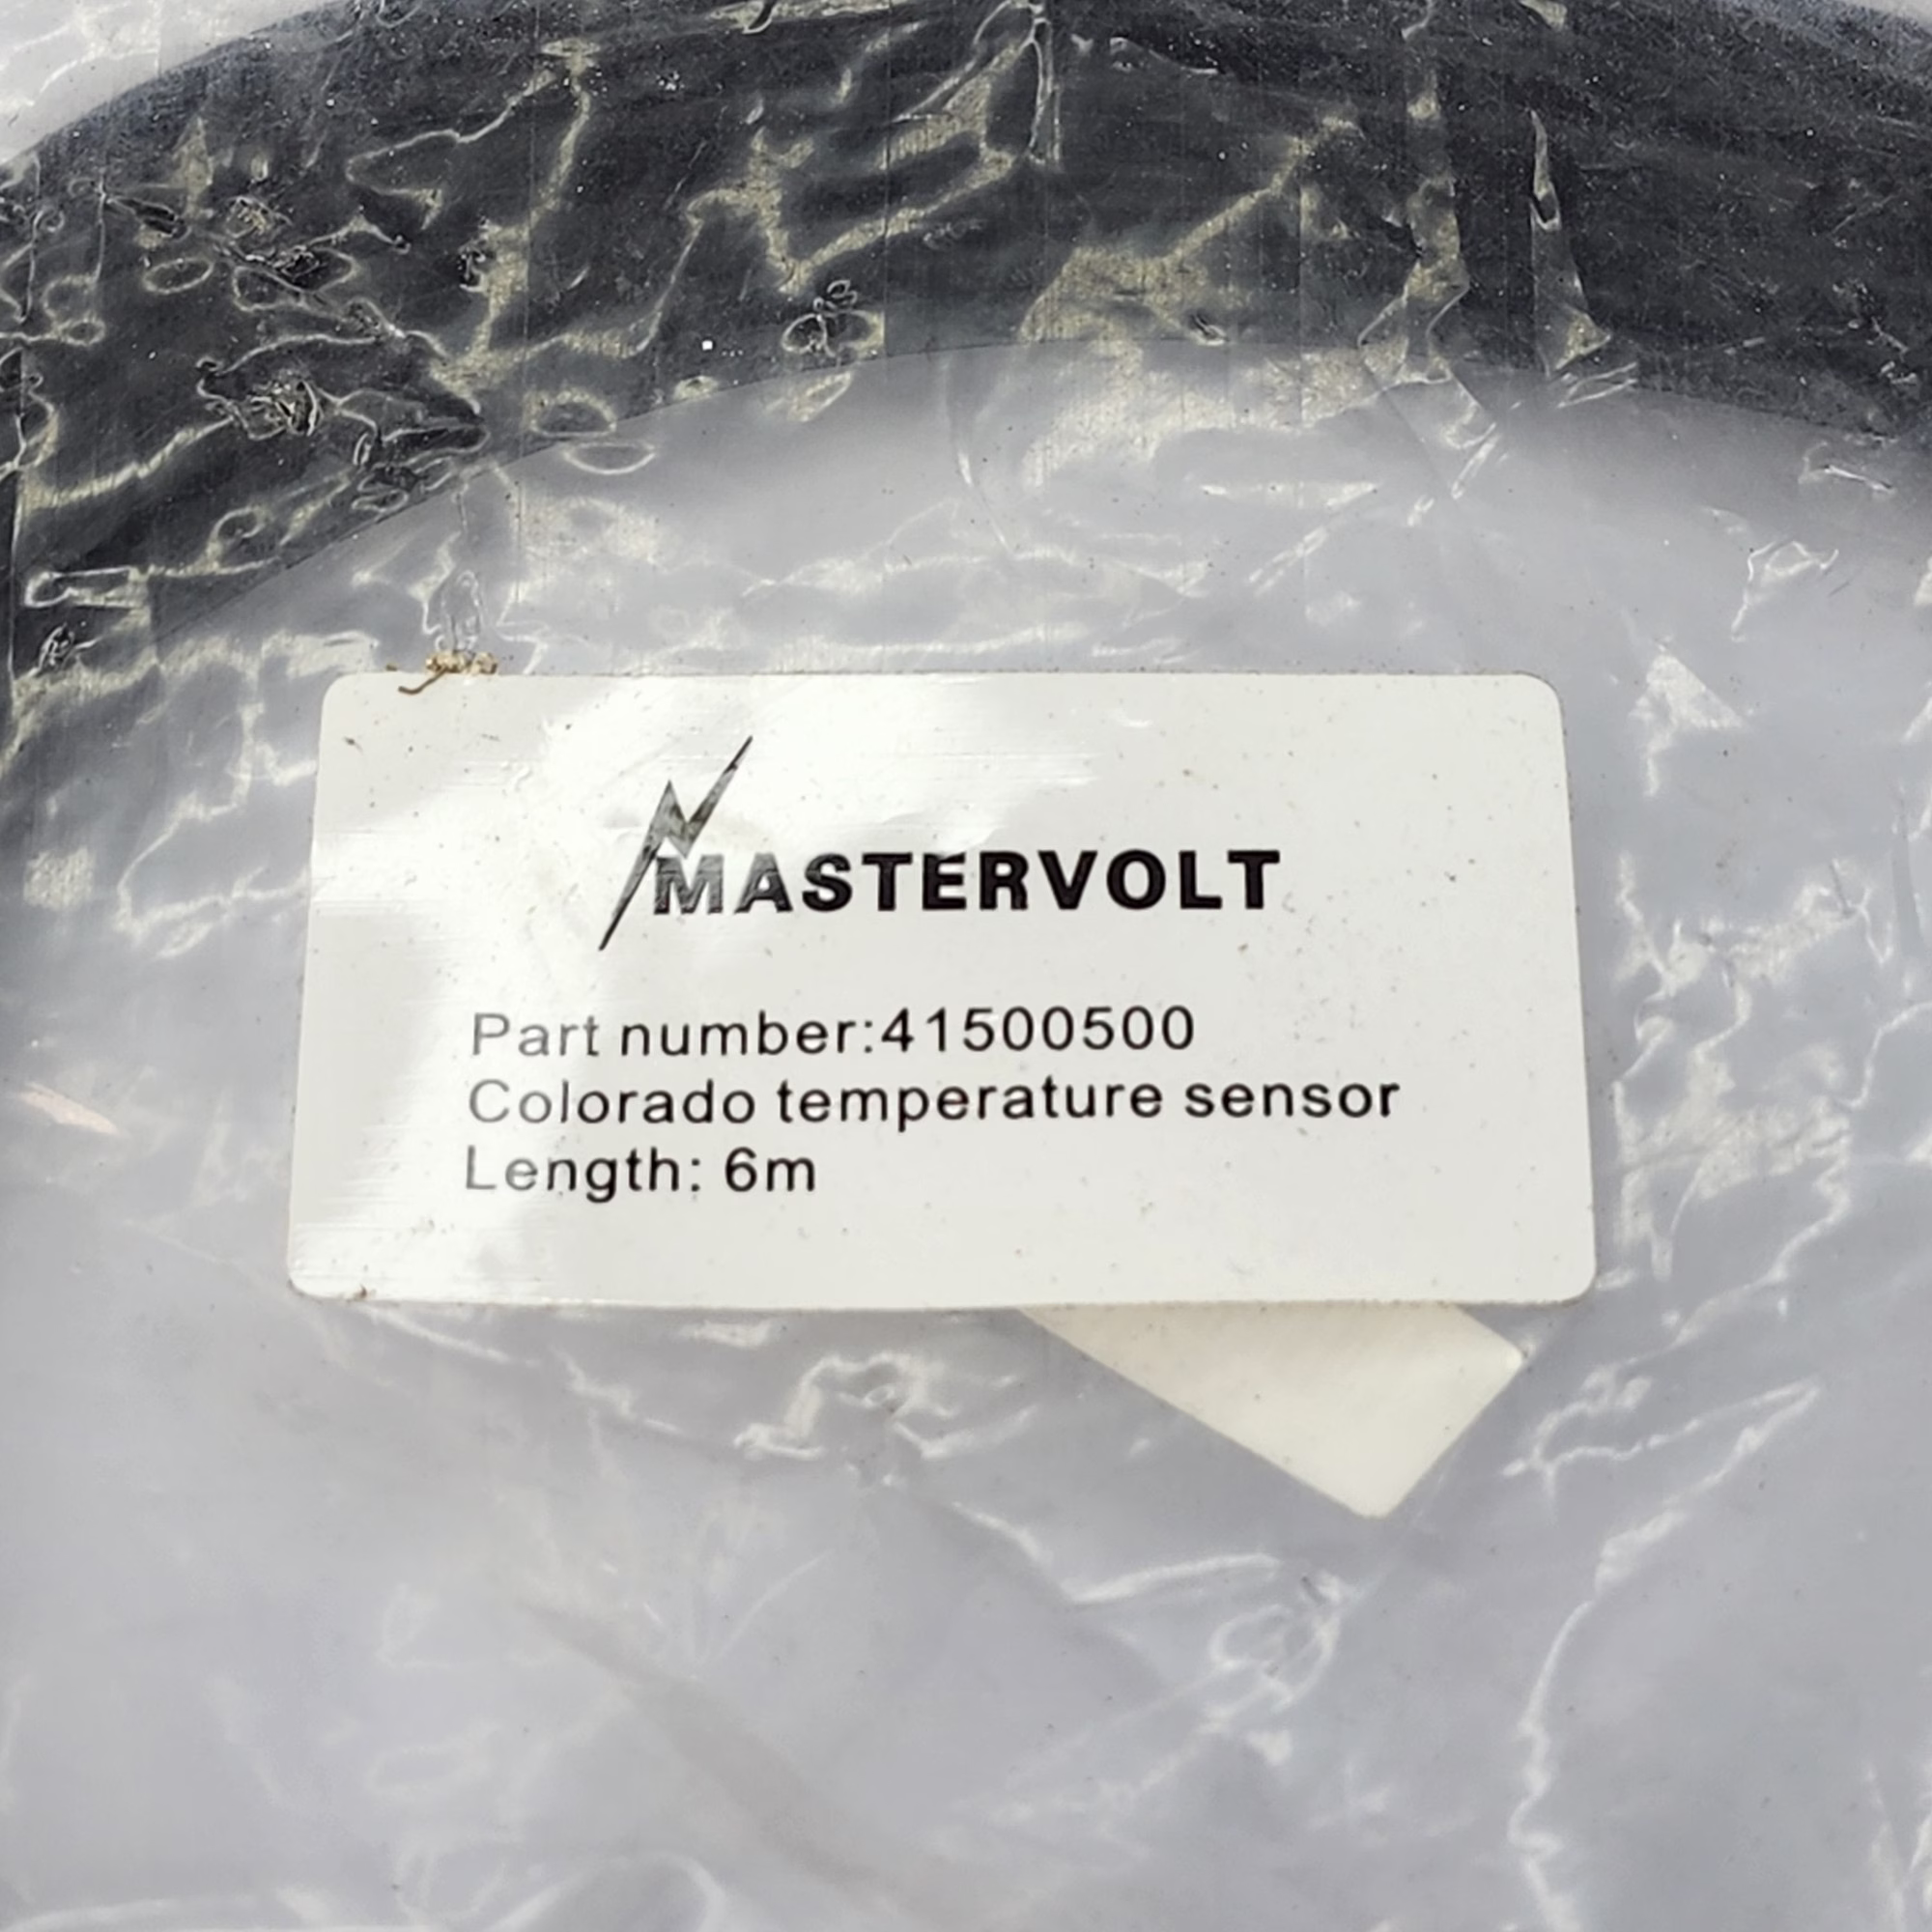 MASTERVOLT
Part number:41500500
Colorado temperature sensor
Length: 6m